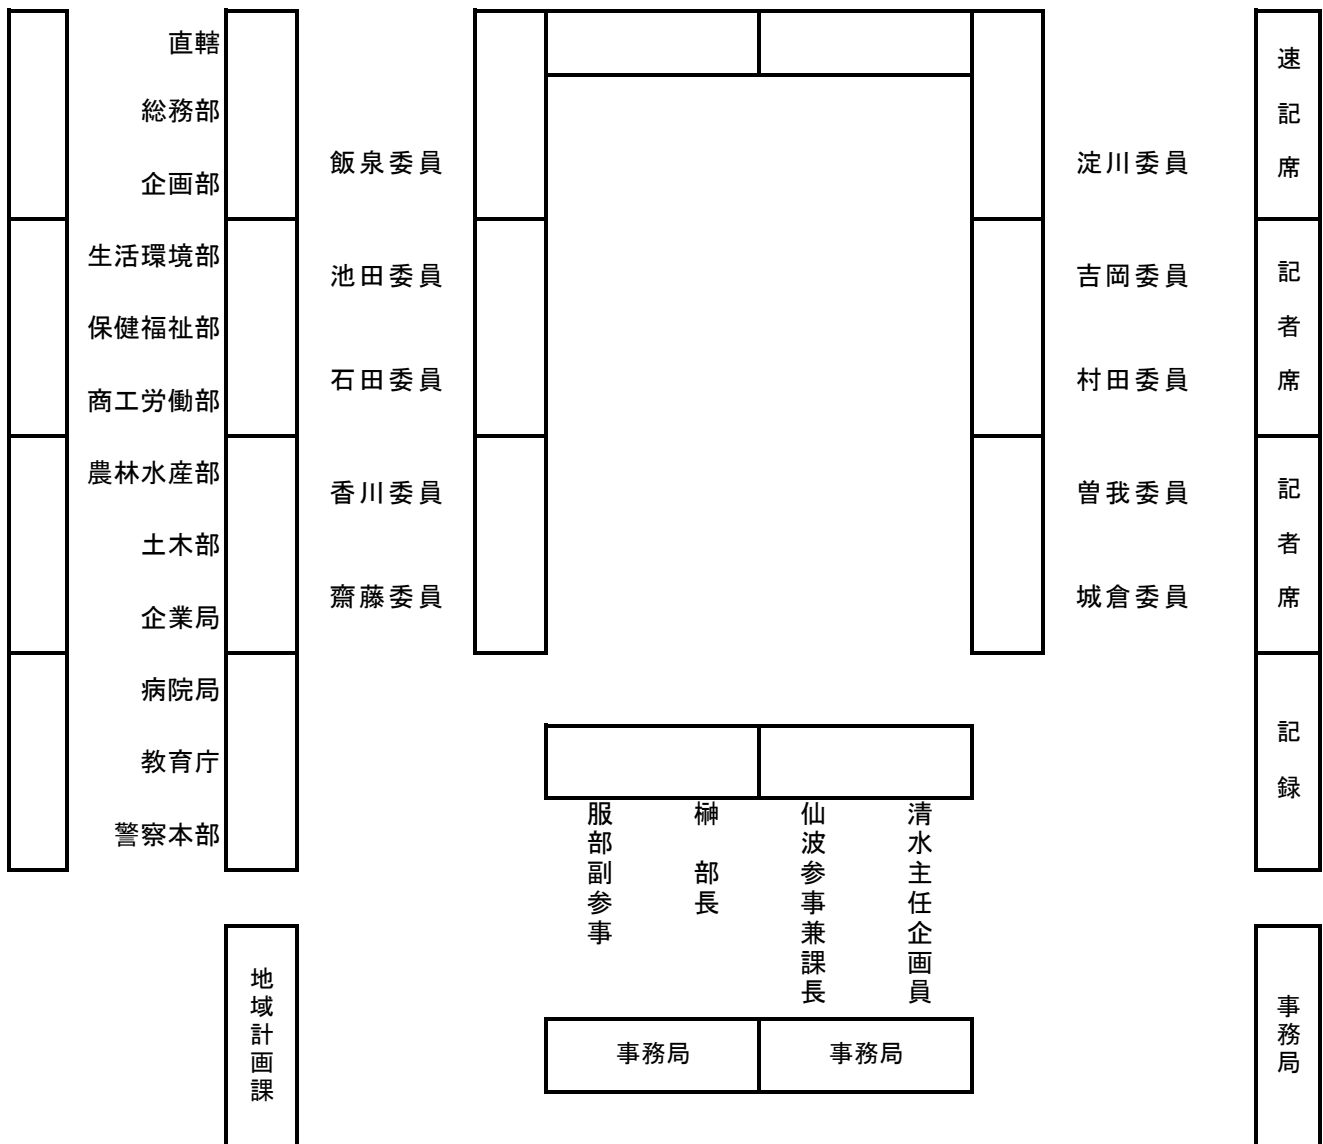 直轄
総務部
企画部
生活環境部
保健福祉部
商工労働部
農林水産部
土木部
企業局
病院局
教育庁
警察本部
地域計画課
飯泉委員
池田委員
石田委員
香川委員
齋藤委員
服部副参事
榊 部長
仙波参事兼課長
清水主任企画員
事務局
事務局
淀川委員
吉岡委員
村田委員
曽我委員
城倉委員
速記席
記者席
記者席
記録
事務局